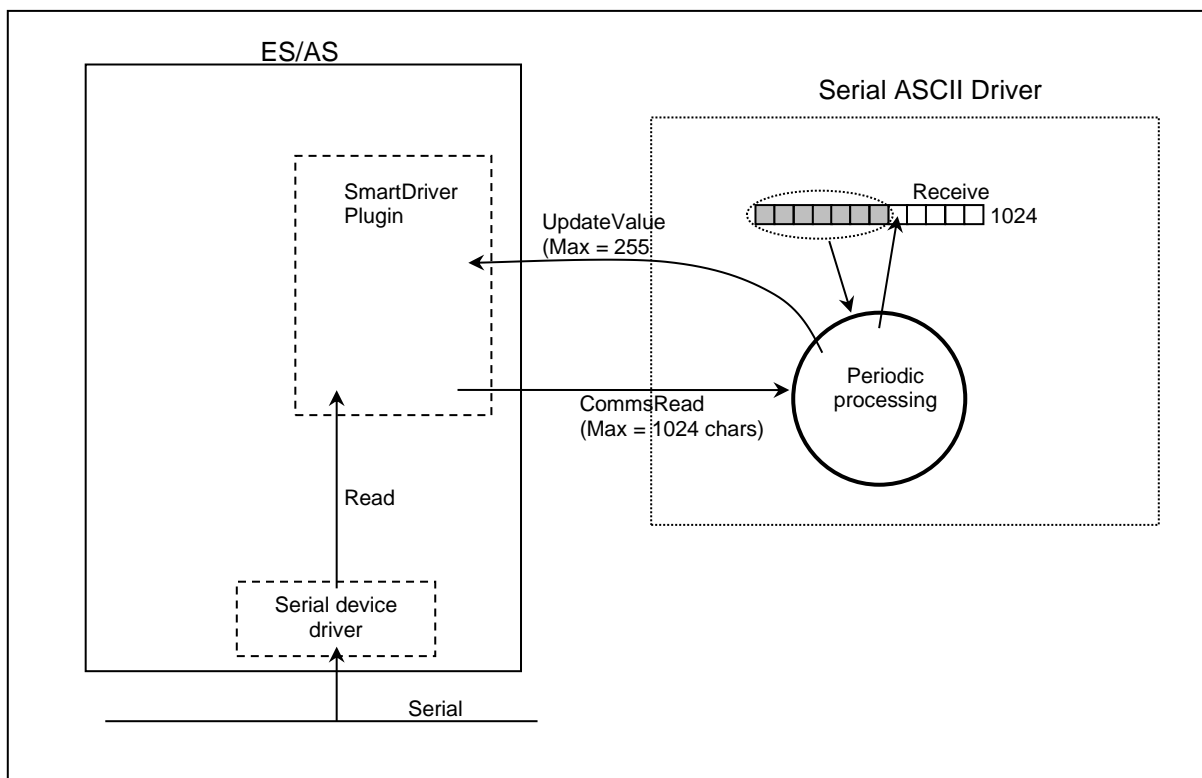 ES/AS
Serial ASCII Driver
SmartDriver
Plugin
Receive
1024
UpdateValue
(Max = 255
Periodic
processing
CommsRead
(Max = 1024 chars)
Read
Serial device
driver
Serial